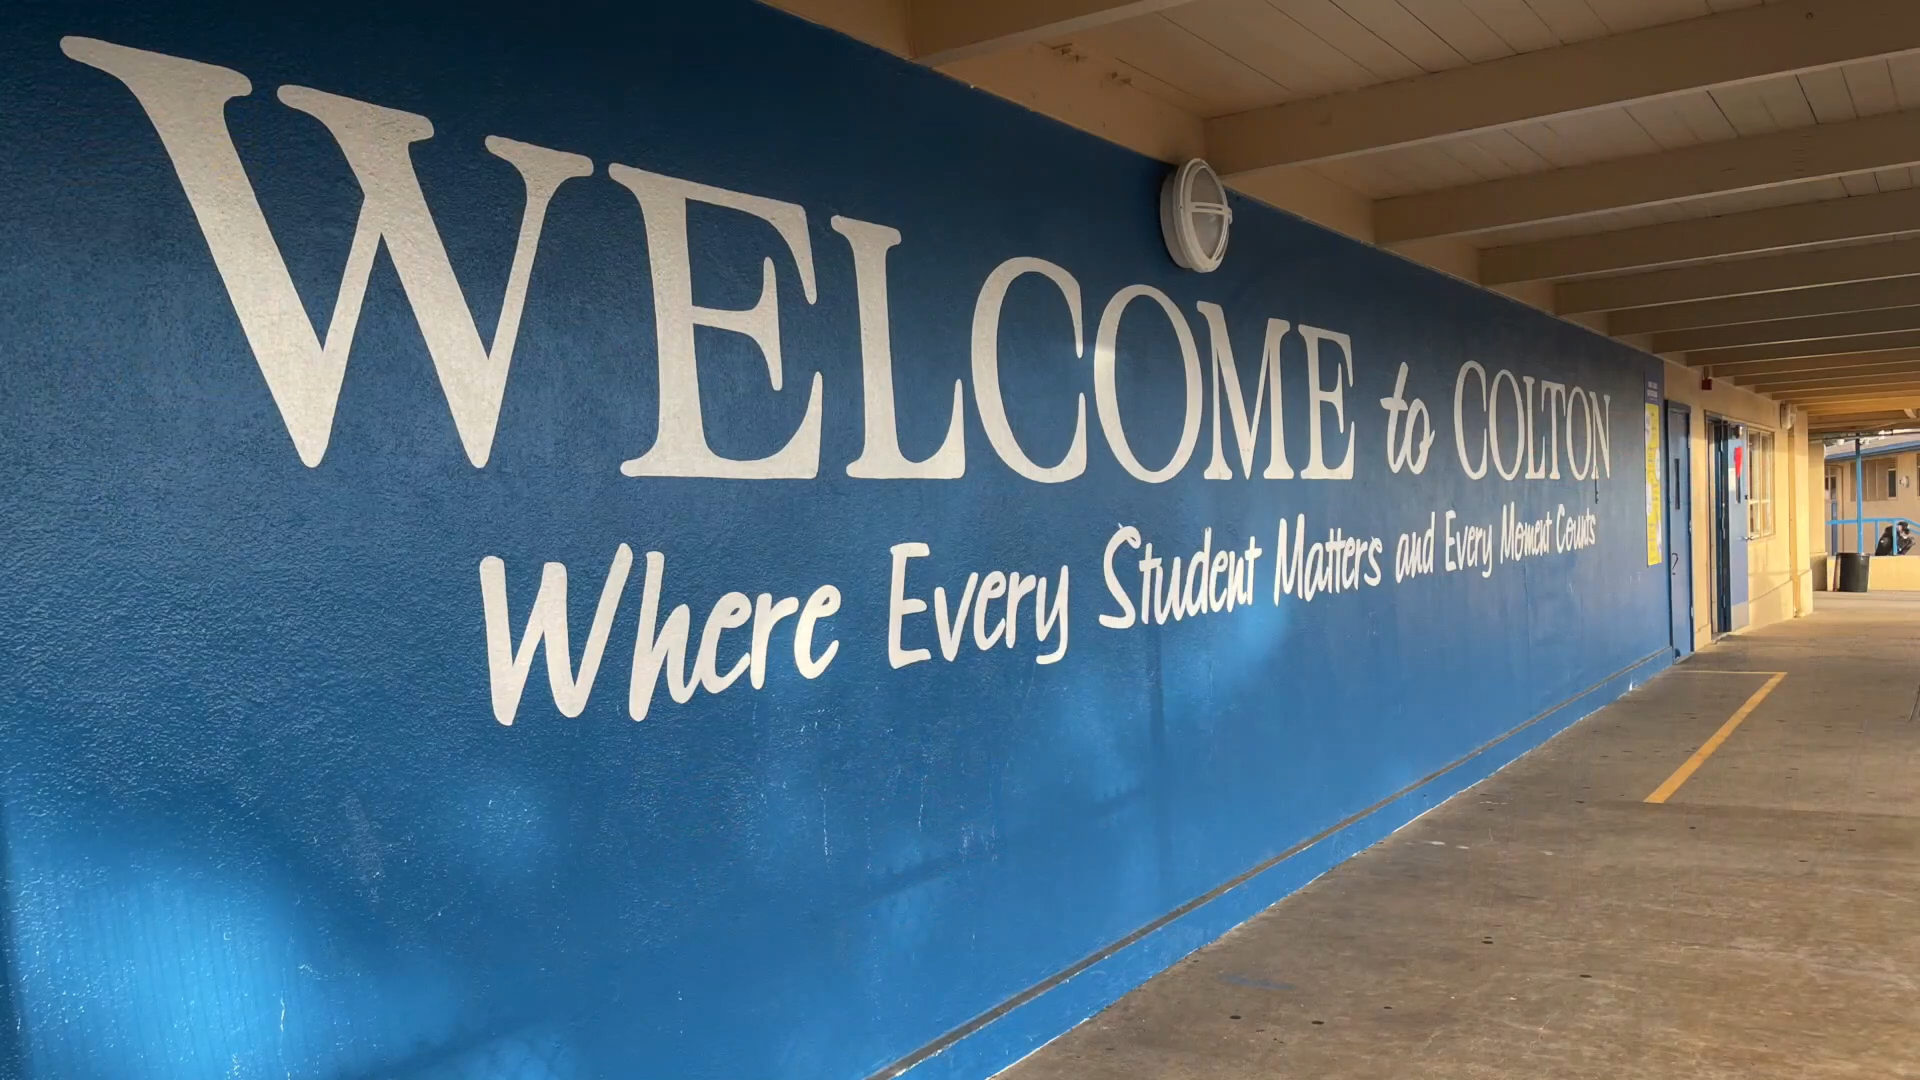 WELCOME to COLTON
Where Every Student Matters and Every Moment Counts